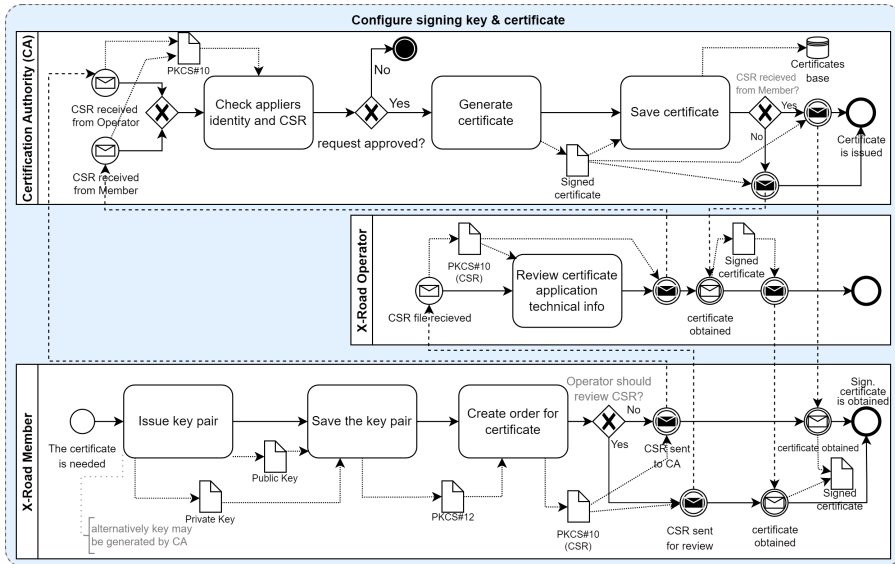 Configure signing key & certificate
Certification Authority (CA)
PKCS#10
CSR received
from Operator
CSR received
from Member
Check appliers
identity and CSR
No
Yes
request approved?
Generate
certificate
Signed
certificate
Save certificate
CSR recieved
from Member?
Yes
No
Certificates
base
Certificate
is issued
X-Road Operator
PKCS#10
(CSR)
CSR file recieved
Review certificate
application
technical info
certificate
obtained
Signed
certificate
X-Road Member
The certificate
is needed
Issue key pair
Public Key
Private Key
alternatively key may
be generated by CA
Save the key pair
PKCS#12
Create order for
certificate
PKCS#10
(CSR)
Operator should
review CSR?
No
Yes
CSR sent
to CA
CSR sent
for review
certificate
obtained
certificate obtained
Signed
certificate
Sign.
certificate
is obtained